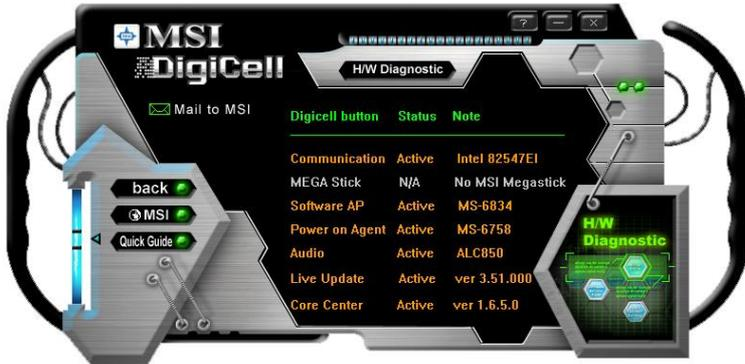 MSI
DigiCell
H/W Diagnostic
? 
Mail to MSI
Digicell button Status Note
Communication Active Intel 82547EI
MEGA Stick N/A No MSI Megastick
Software AP Active MS-6834
Power on Agent Active MS-6758
Audio Active ALC850
Live Update Active ver 3.51.000
Core Center Active ver 1.6.5.0
back
MSI
Quick Guide
H/W
Diagnostic